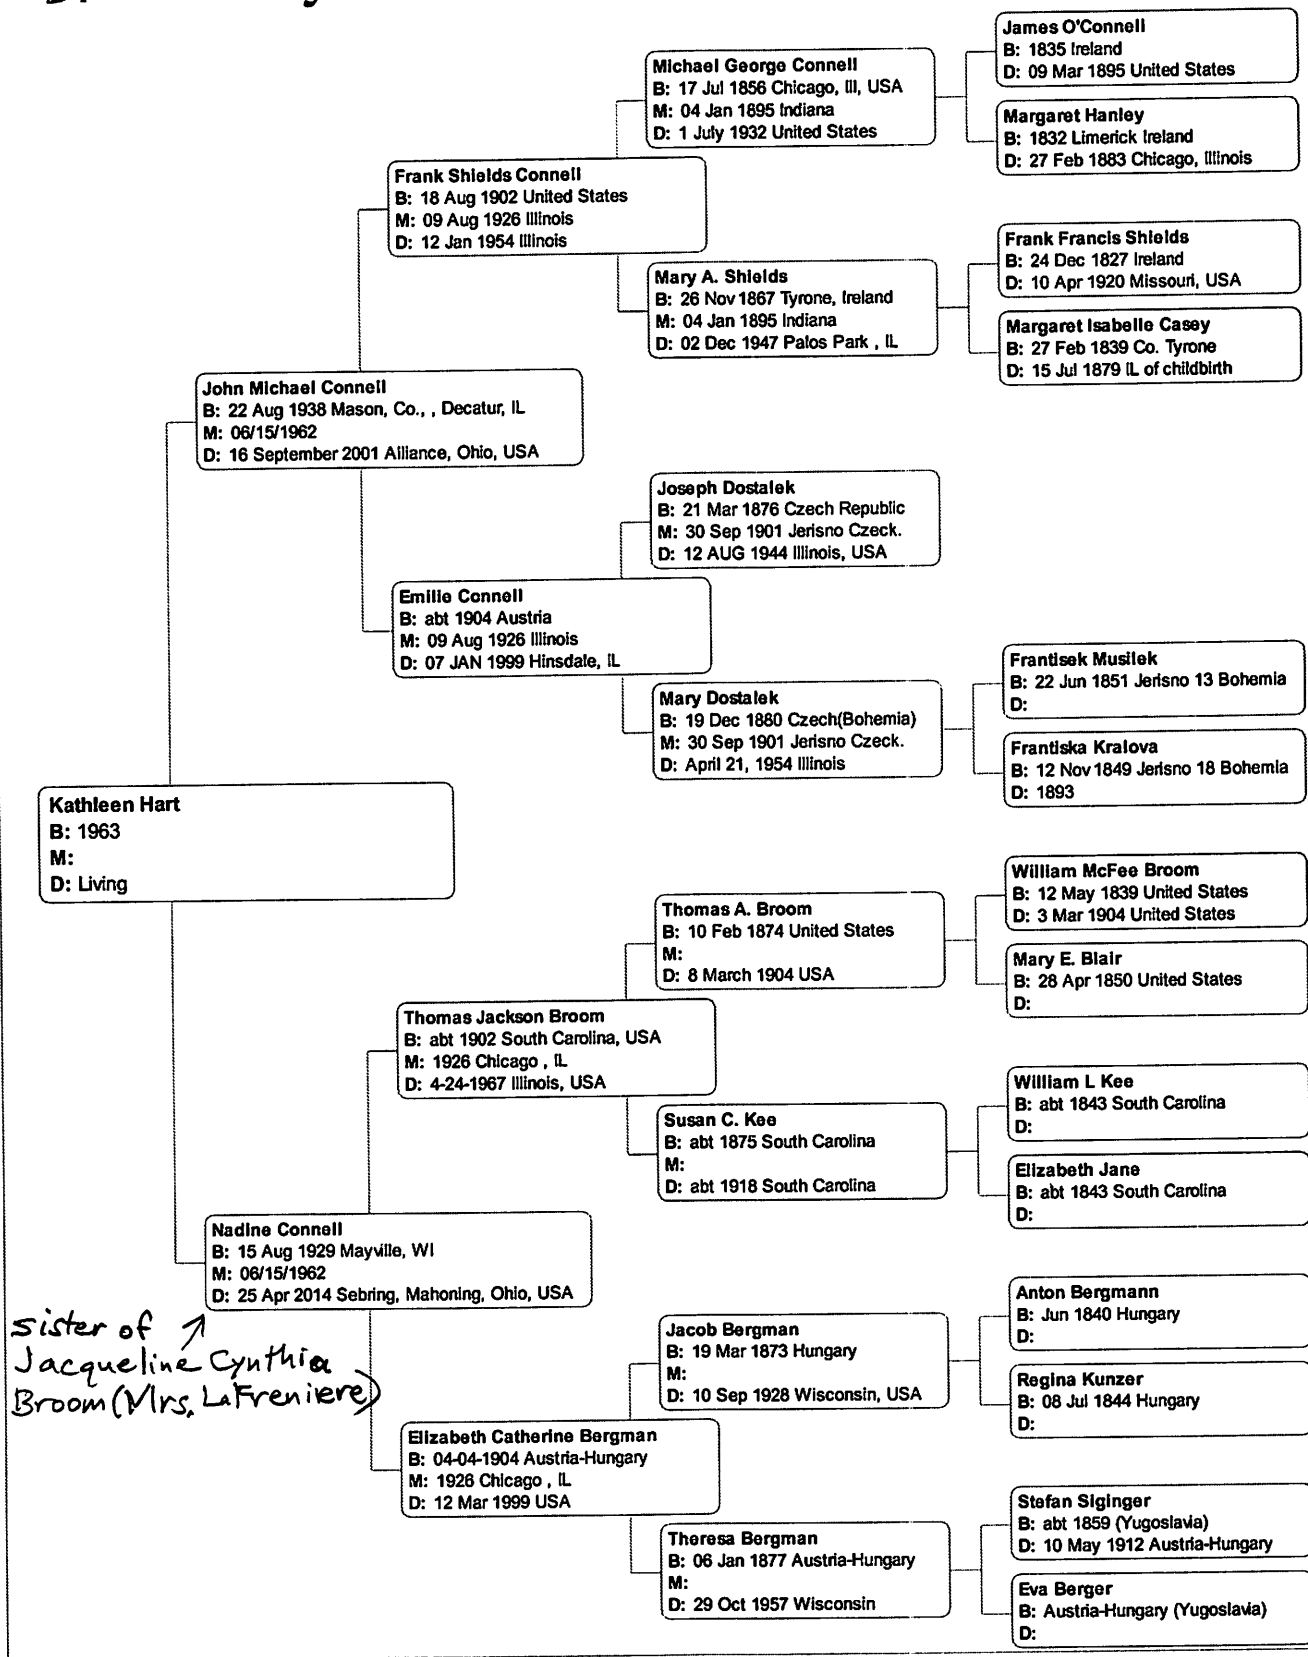 James O'Connell
B: 1835 Ireland
D: 09 Mar 1895 United States
Michael George Connell
B: 17 Jul 1856 Chicago, Ill, USA
M: 04 Jan 1895 Indiana
D: 1 July 1932 United States
Margaret Hanley
B: 1832 Limerick Ireland
D: 27 Feb 1883 Chicago, Illinois
Frank Shields Connell
B: 18 Aug 1902 United States
M: 09 Aug 1926 Illinois
D: 12 Jan 1954 Illinois
Frank Francis Shields
B: 24 Dec 1827 Ireland
D: 10 Apr 1920 Missouri, USA
Mary A. Shields
B: 26 Nov 1867 Tyrone, Ireland
M: 04 Jan 1895 Indiana
D: 02 Dec 1947 Palos Park , IL
Margaret Isabelle Casey
B: 27 Feb 1839 Co. Tyrone
D: 15 Jul 1879 IL of childbirth
John Michael Connell
B: 22 Aug 1938 Mason, Co., , Decatur, IL
M: 06/15/1962
D: 16 September 2001 Alliance, Ohio, USA
Joseph Dostalek
B: 21 Mar 1876 Czech Republic
M: 30 Sep 1901 Jerisno Czeck.
D: 12 AUG 1944 Illinois, USA
Emilie Connell
B: abt 1904 Austria
M: 09 Aug 1926 Illinois
D: 07 JAN 1999 Hinsdale, IL
Frantisek Musilek
B: 22 Jun 1851 Jerisno 13 Bohemia
D:
Mary Dostalek
B: 19 Dec 1880 Czech(Bohemia)
M: 30 Sep 1901 Jerisno Czeck.
D: April 21, 1954 Illinois
Frantiska Kralova
B: 12 Nov 1849 Jerisno 18 Bohemia
D: 1893
Kathleen Hart
B: 1963
M:
D: Living
William McFee Broom
B: 12 May 1839 United States
D: 3 Mar 1904 United States
Thomas A. Broom
B: 10 Feb 1874 United States
M:
D: 8 March 1904 USA
Mary E. Blair
B: 28 Apr 1850 United States
D:
Thomas Jackson Broom
B: abt 1902 South Carolina, USA
M: 1926 Chicago , IL
D: 4-24-1967 Illinois, USA
William L Kee
B: abt 1843 South Carolina
D:
Susan C. Kee
B: abt 1875 South Carolina
M:
D: abt 1918 South Carolina
Elizabeth Jane
B: abt 1843 South Carolina
D:
Nadine Connell
B: 15 Aug 1929 Mayville, WI
M: 06/15/1962
D: 25 Apr 2014 Sebring, Mahoning, Ohio, USA
sister of
Jacqueline Cynthia
Broom (Mrs. LaFreniere)
Anton Bergmann
B: Jun 1840 Hungary
D:
Jacob Bergman
B: 19 Mar 1873 Hungary
M:
D: 10 Sep 1928 Wisconsin, USA
Regina Kunzer
B: 08 Jul 1844 Hungary
D:
Elizabeth Catherine Bergman
B: 04-04-1904 Austria-Hungary
M: 1926 Chicago , IL
D: 12 Mar 1999 USA
Stefan Siginger
B: abt 1859 (Yugoslavia)
D: 10 May 1912 Austria-Hungary
Theresa Bergman
B: 06 Jan 1877 Austria-Hungary
M:
D: 29 Oct 1957 Wisconsin
Eva Berger
B: Austria-Hungary (Yugoslavia)
D: